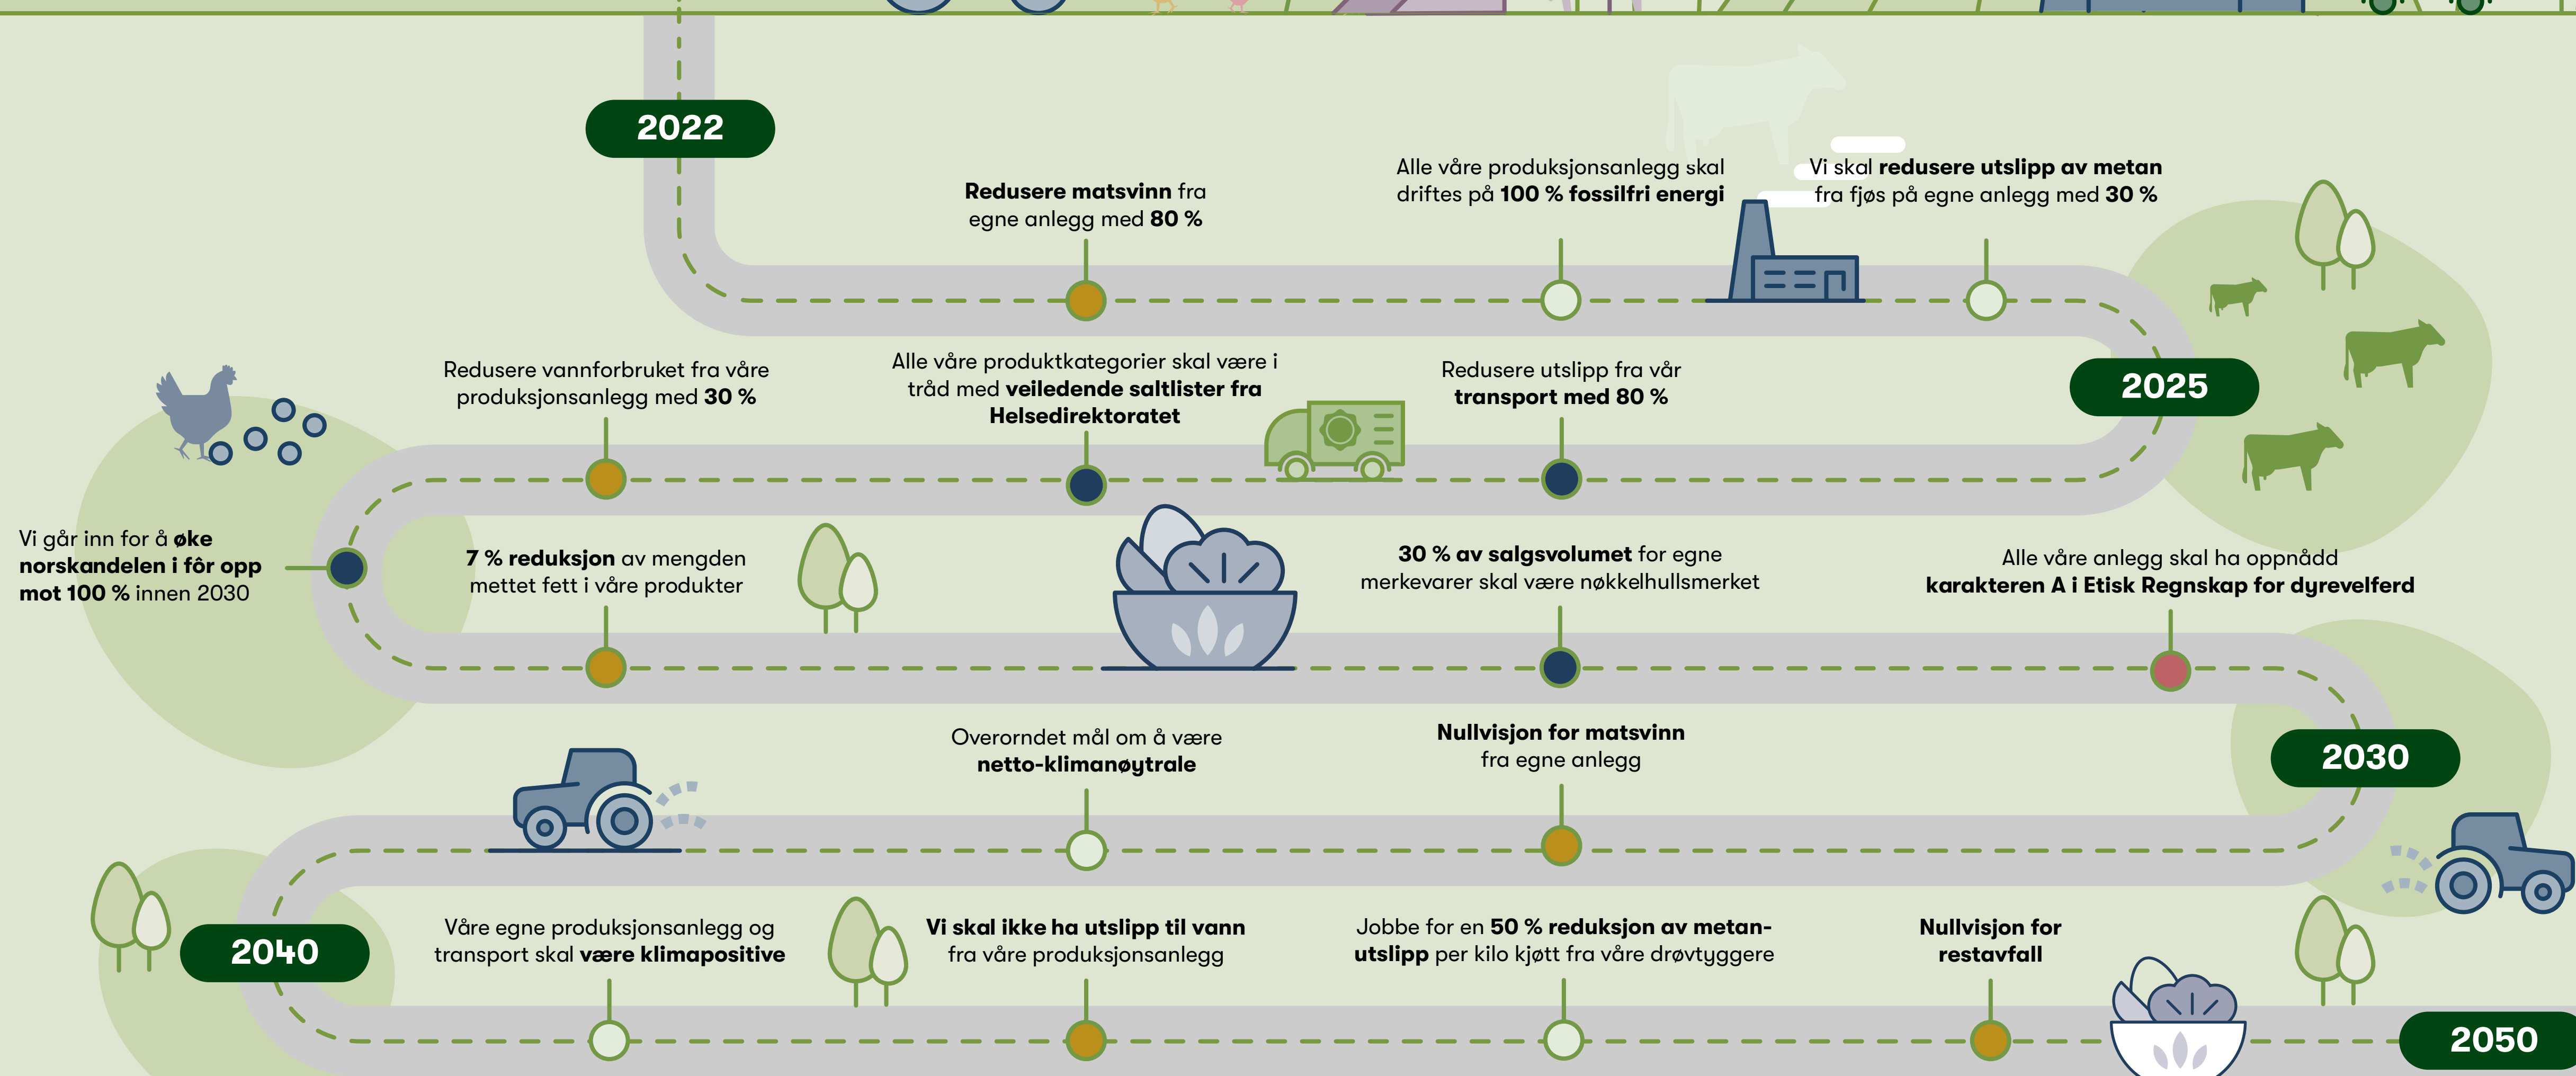 2022
Redusere matsvinn fra
egne anlegg med 80 %
Alle våre produksjonsanlegg skal
driftes på 100 % fossilfri energi
Vi skal redusere utslipp av metan
fra fjøs på egne anlegg med 30 %
2025
Redusere utslipp fra vår
transport med 80 %
Alle våre produktkategorier skal være i
tråd med veiledende saltlister fra
Helsedirektoratet
Redusere vannforbruket fra våre
produksjonsanlegg med 30 %
Vi går inn for å øke
norskandelen i fôr opp
mot 100 % innen 2030
7 % reduksjon av mengden
mettet fett i våre produkter
30 % av salgsvolumet for egne
merkevarer skal være nøkkelhullsmerket
Alle våre anlegg skal ha oppnådd
karakteren A i Etisk Regnskap for dyrevelferd
2030
Nullvisjon for matsvinn
fra egne anlegg
Overorndet mål om å være
netto-klimanøytrale
2040
Våre egne produksjonsanlegg og
transport skal være klimapositive
Vi skal ikke ha utslipp til vann
fra våre produksjonsanlegg
Jobbe for en 50 % reduksjon av metan-
utslipp per kilo kjøtt fra våre drøvtyggere
Nullvisjon for
restavfall
2050